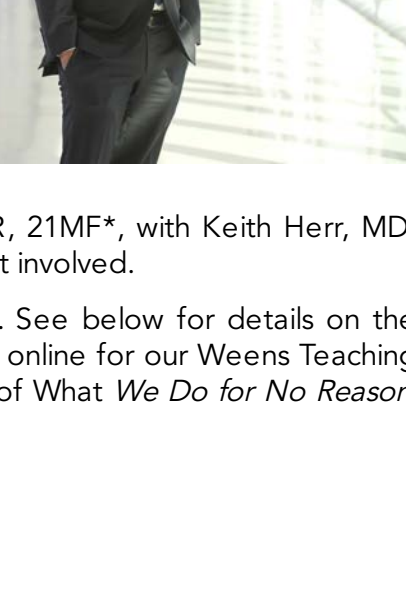 R, 21MF*, with Keith Herr, MD
t involved.
. See below for details on the
online for our Weens Teaching
of What We Do for No Reason